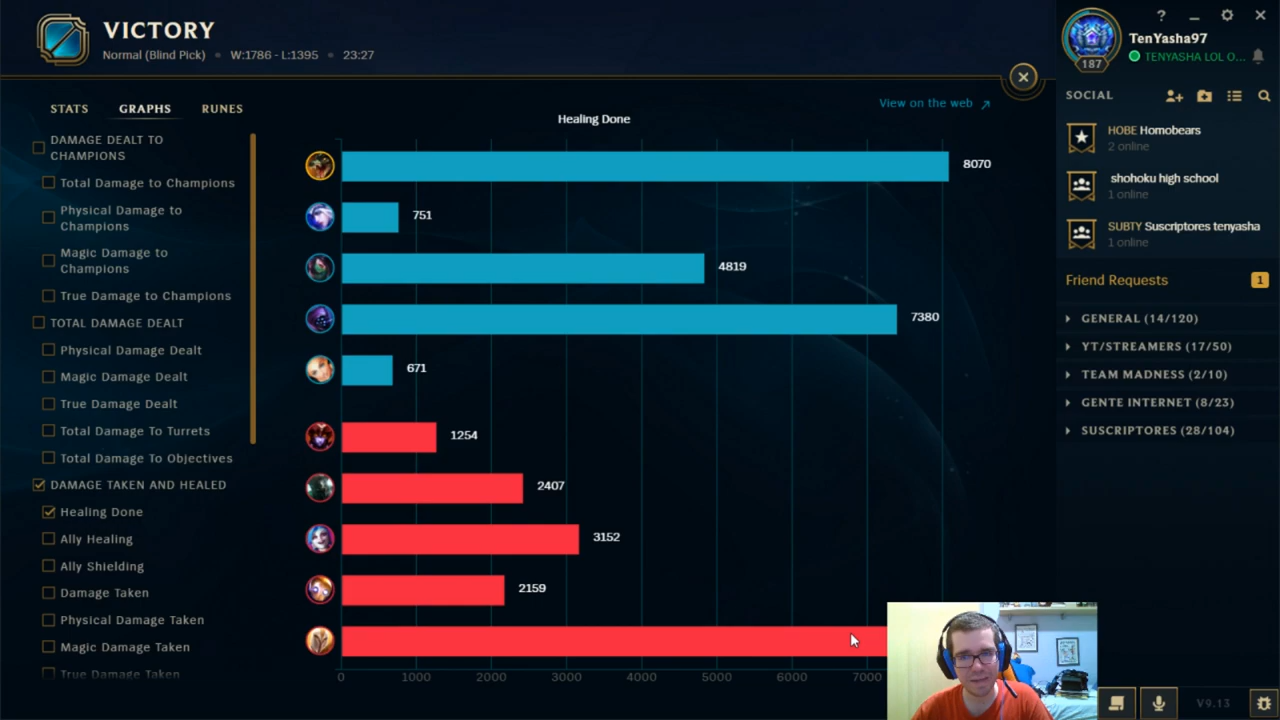 VICTORY
Normal (Blind Pick) • W:1786 - L:1395 • 23:27
STATS GRAPHS RUNES
View on the web
Healing Done
DAMAGE DEALT TO
CHAMPIONS
Total Damage to Champions
Physical Damage to
Champions
Magic Damage to
Champions
True Damage to Champions
TOTAL DAMAGE DEALT
Physical Damage Dealt
Magic Damage Dealt
True Damage Dealt
Total Damage To Turrets
Total Damage To Objectives
DAMAGE TAKEN AND HEALED
Healing Done
Ally Healing
Ally Shielding
Damage Taken
Physical Damage Taken
Magic Damage Taken
True Damage Taken
8070
751
4819
7380
671
1254
2407
3152
2159
0 1000 2000 3000 4000 5000 6000 7000
?
TenYasha97
187
TENYASHA LOL O...
SOCIAL
HOBE Homobears
2 online
shohoku high school
1 online
SUBTY Suscriptores tenyasha
1 online
Friend Requests 1
GENERAL (14/120)
YT/STREAMERS (17/50)
TEAM MADNESS (2/10)
GENTE INTERNET (8/23)
SUSCRIPTORES (28/104)
V9.13